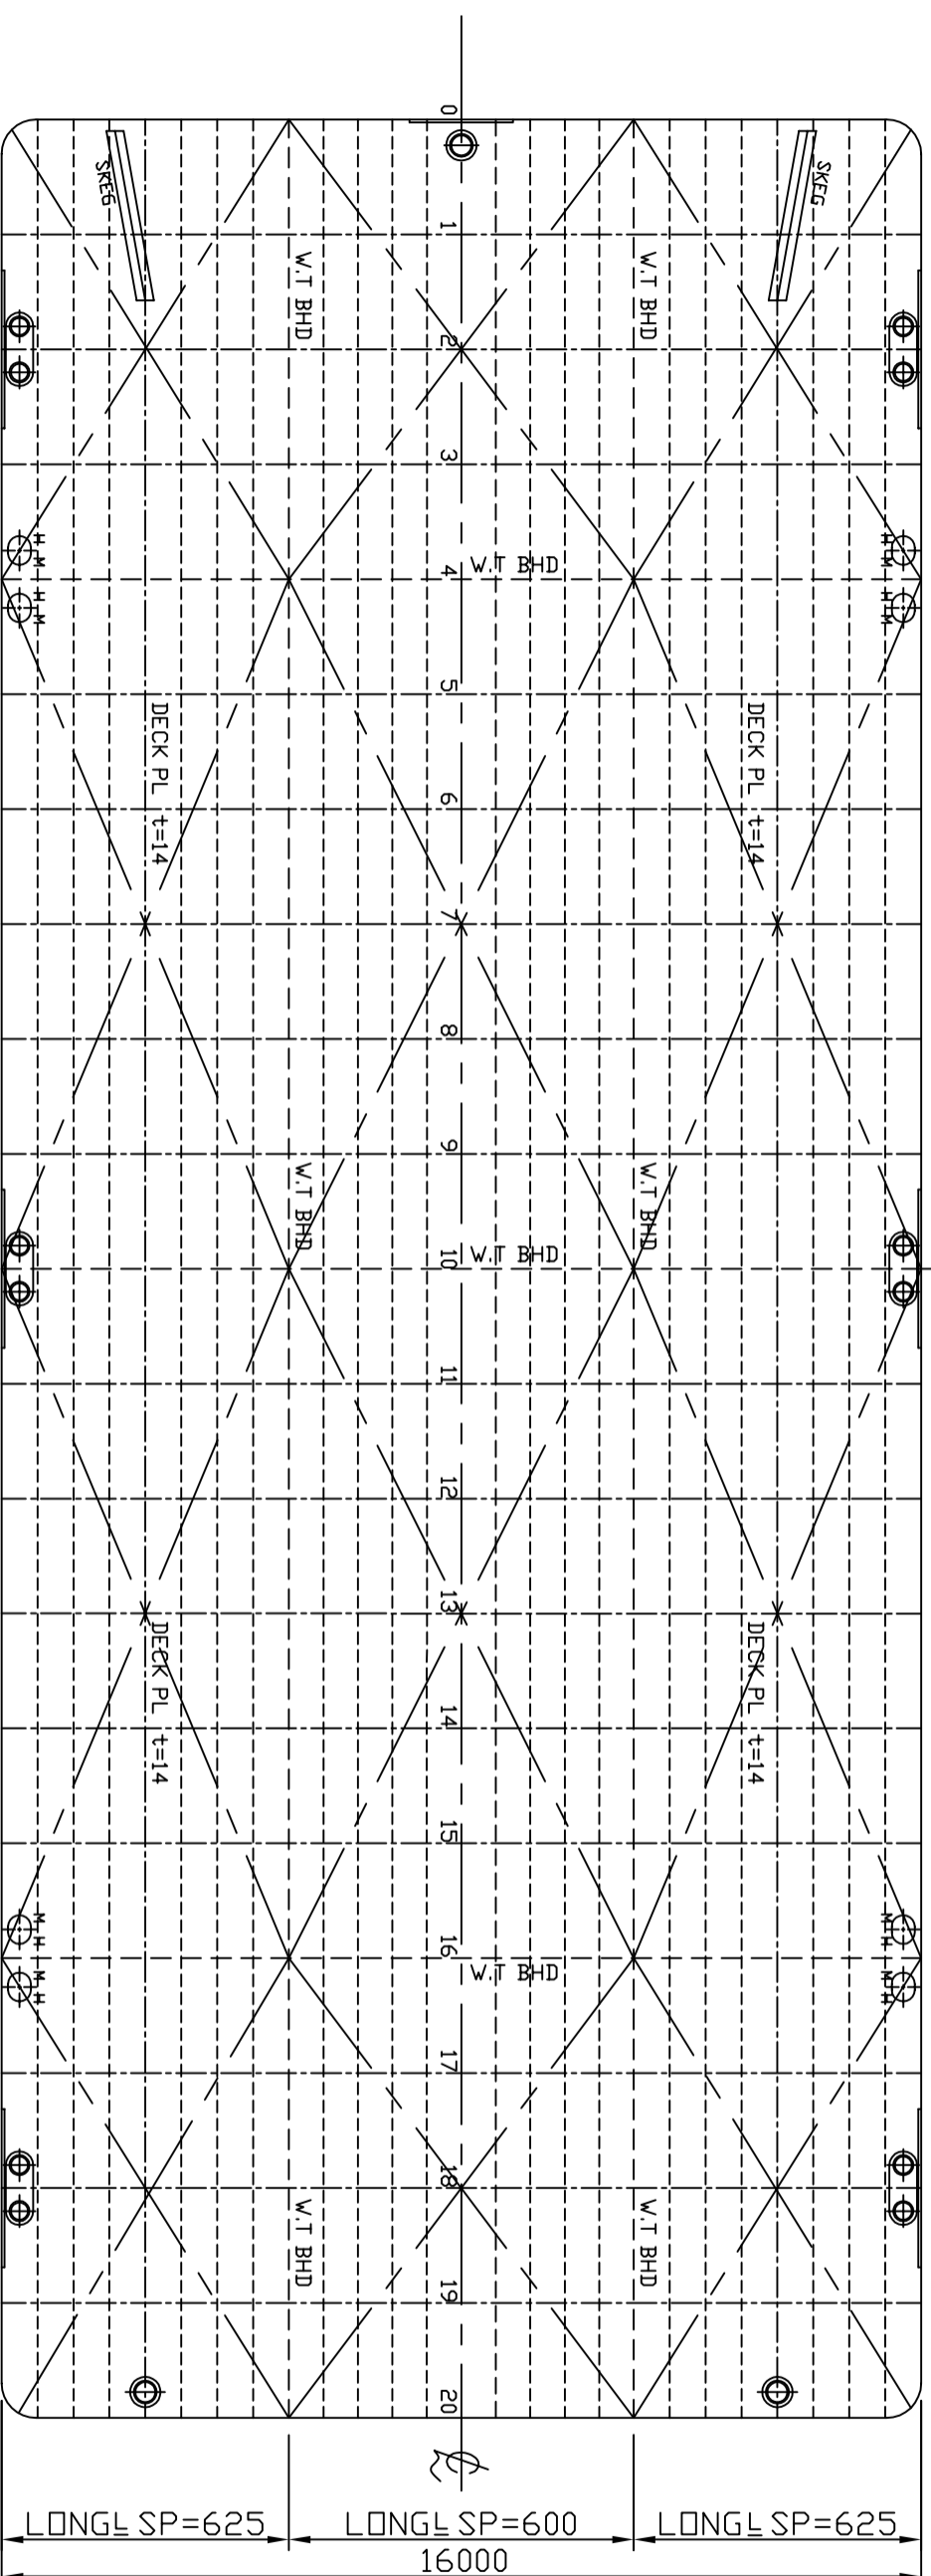 0
SKEG
SKEG
1
W.T BHD
W.T BHD
2
3
H M
H M
4
W.T BHD
H M
H M
5
DECK PL t=14
DECK PL t=14
6
7
8
9
W.T BHD
W.T BHD
10
W.T BHD
11
12
13
DECK PL t=14
DECK PL t=14
14
15
M H
M H
16
W.T BHD
M H
M H
17
18
W.T BHD
W.T BHD
19
20
LONGL SP=625
LONGL SP=600
LONGL SP=625
16000